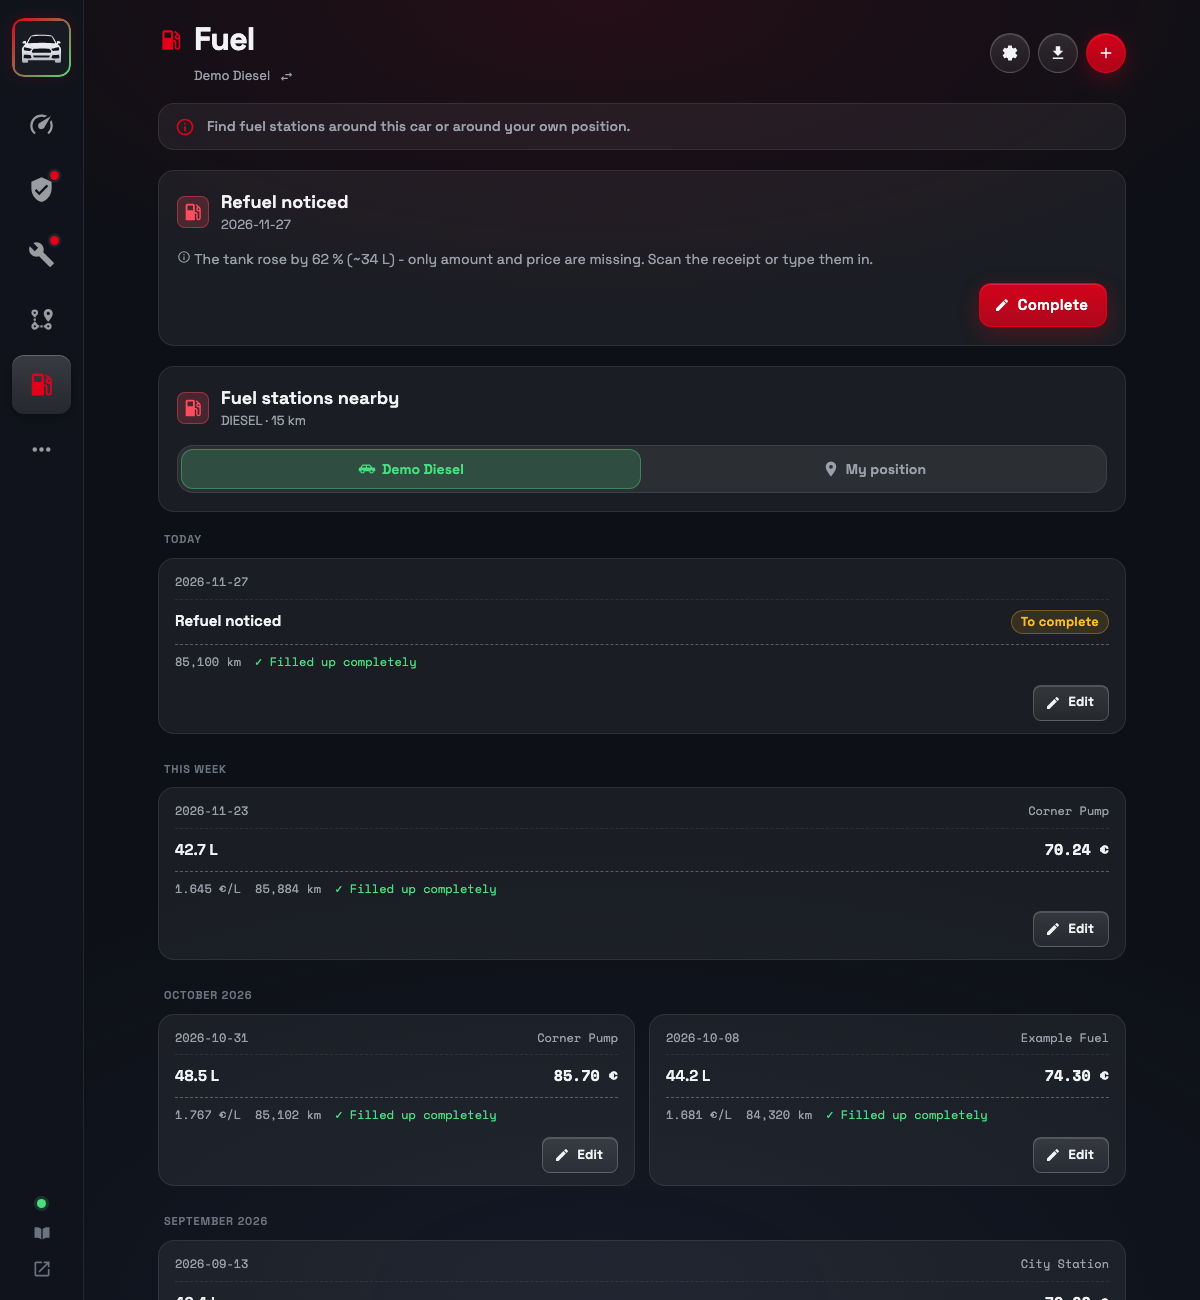 Fuel
Demo Diesel
Find fuel stations around this car or around your own position.
Refuel noticed
2026-11-27
The tank rose by 62 % (~34 L) - only amount and price are missing. Scan the receipt or type them in.
Complete
Fuel stations nearby
DIESEL · 15 km
Demo Diesel
My position
TODAY
2026-11-27
Refuel noticed
To complete
85,100 km ✓ Filled up completely
Edit
THIS WEEK
2026-11-23 Corner Pump
42.7 L 70.24 €
1.645 €/L 85,884 km ✓ Filled up completely
Edit
OCTOBER 2026
2026-10-31 Corner Pump
48.5 L 85.70 €
1.767 €/L 85,102 km ✓ Filled up completely
Edit
2026-10-08 Example Fuel
44.2 L 74.30 €
1.681 €/L 84,320 km ✓ Filled up completely
Edit
SEPTEMBER 2026
2026-09-13 City Station